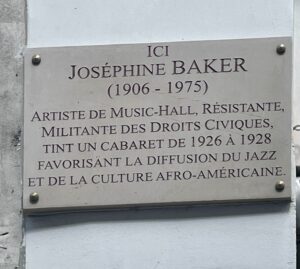 ICI
JOSÉPHINE BAKER
(1906 - 1975)
ARTISTE DE MUSIC-HALL, RÉSISTANTE,
MILITANTE DES DROITS CIVIQUES,
TINT UN CABARET DE 1926 À 1928
FAVORISANT LA DIFFUSION DU JAZZ
ET DE LA CULTURE AFRO-AMÉRICAINE.